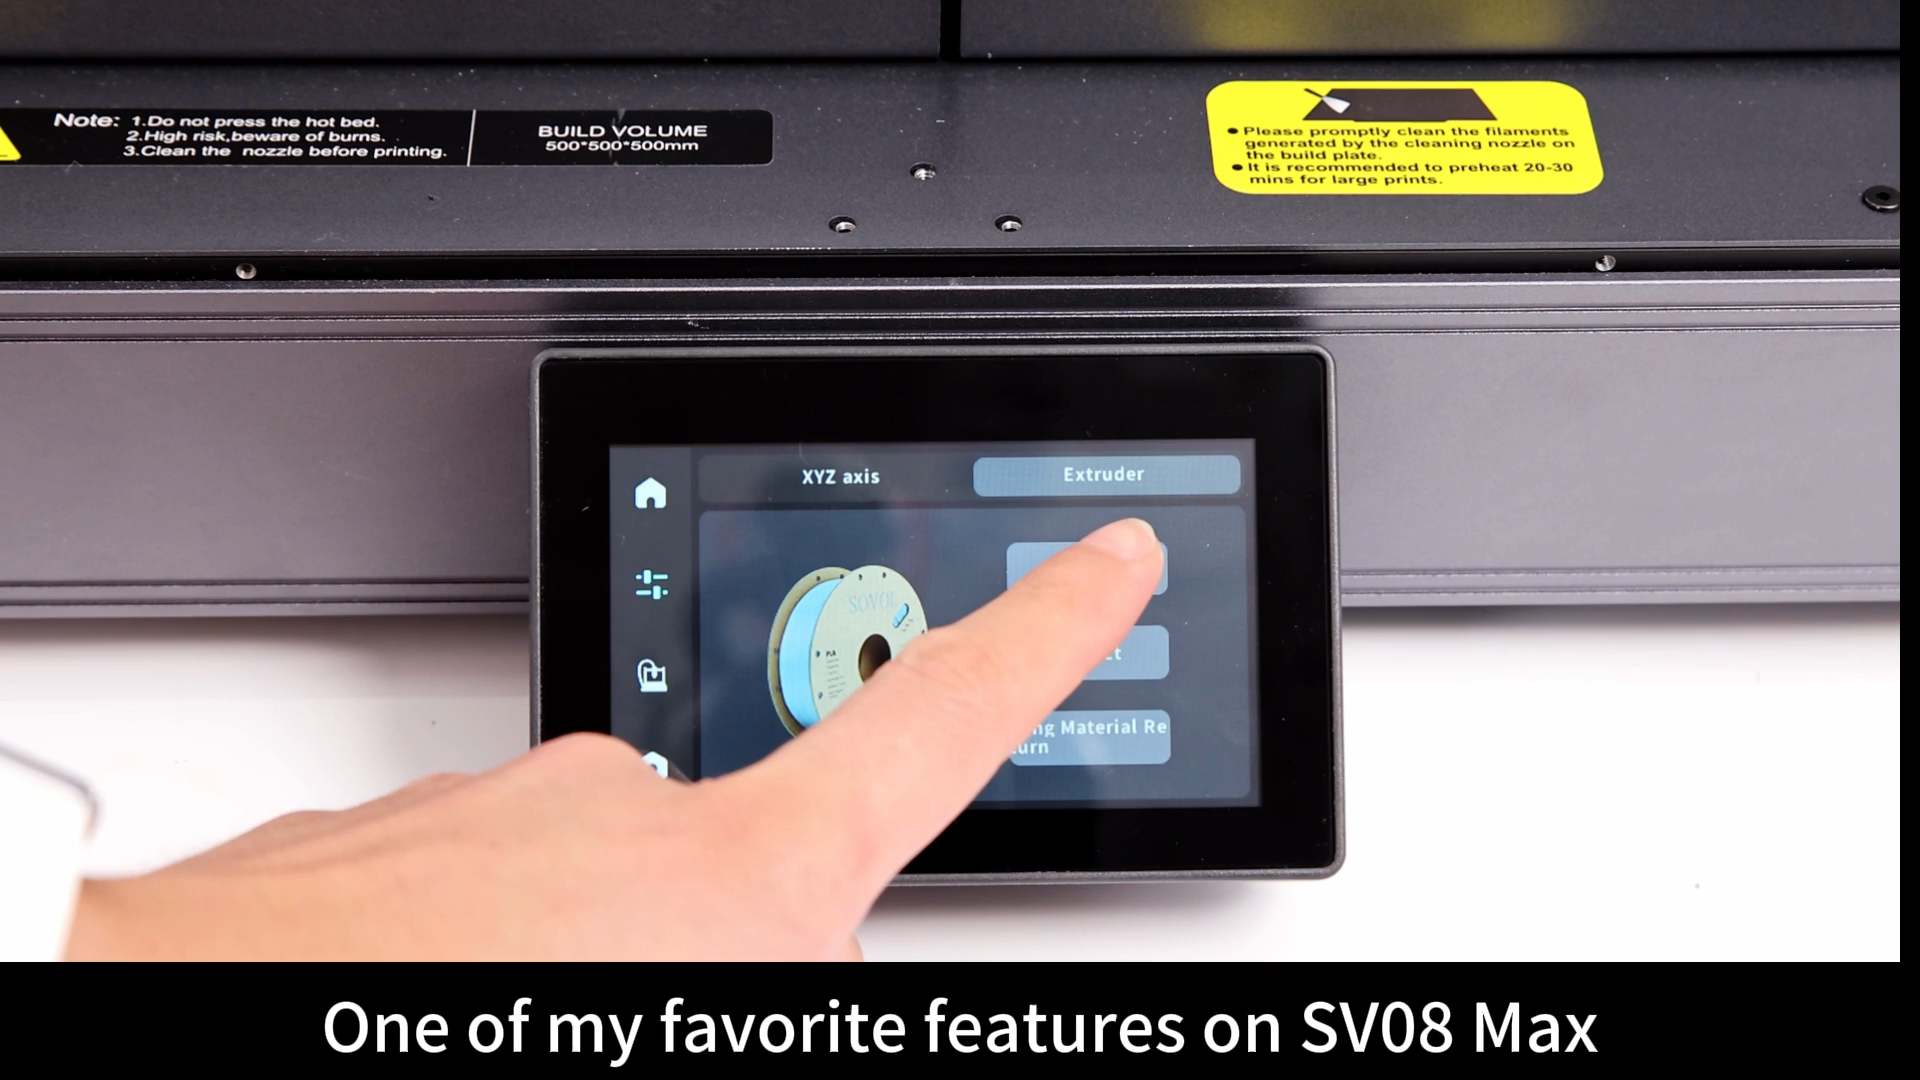 Note: 1.Do not press the hot bed.
2.High risk,beware of burns.
3.Clean the nozzle before printing.
BUILD VOLUME
500*500*500mm
Please promptly clean the filaments
generated by the cleaning nozzle on
the build plate.
It is recommended to preheat 20-30
mins for large prints.
XYZ axis
Extruder
SOVOL
PLA
Material Re
One of my favorite features on SV08 Max